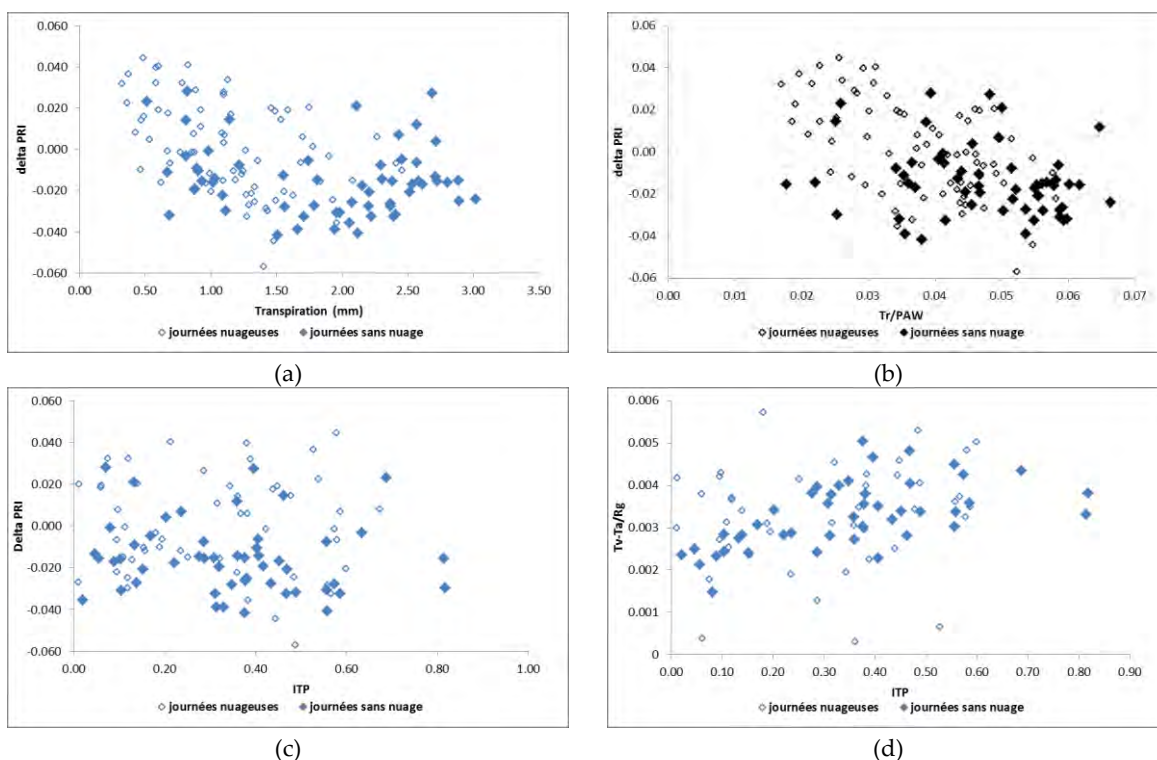 0.060
0.040
0.020
0.000
-0.020
-0.040
-0.060
delta PRI
0.00 0.50 1.00 1.50 2.00 2.50 3.00 3.50
Transpiration (mm)
journées nuageuses journées sans nuage
(a)
0.06
0.04
0.02
0.00
-0.02
-0.04
-0.06
delta PRI
0.00 0.01 0.02 0.03 0.04 0.05 0.06 0.07
Tr/PAW
journées nuageuses journées sans nuage
(b)
0.060
0.040
0.020
0.000
-0.020
-0.040
-0.060
Delta PRI
0.00 0.20 0.40 0.60 0.80 1.00
ITP
journées nuageuses journées sans nuage
(c)
0.006
0.005
0.004
0.003
0.002
0.001
0
Tv-Ta/Rg
0.00 0.10 0.20 0.30 0.40 0.50 0.60 0.70 0.80 0.90
ITP
journées nuageuses journées sans nuage
(d)